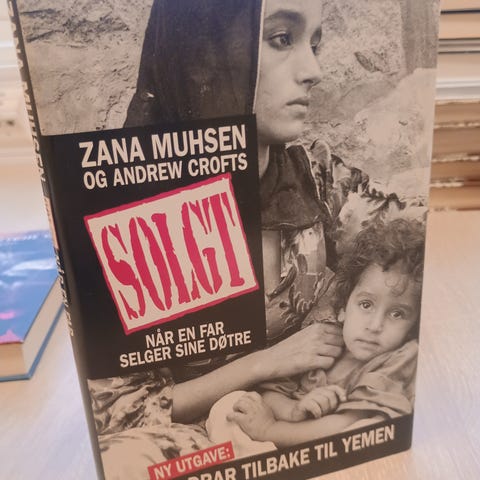 ZANA MUHSEN
OG ANDREW CROFTS
SOLGT
NÅR EN FAR
SELGER SINE DØTRE
NY UTGAVE:
TILBAKE TIL YEMEN